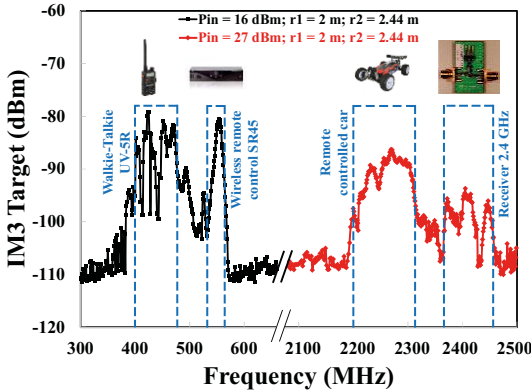 Pin = 16 dBm; r1 = 2 m; r2 = 2.44 m
Pin = 27 dBm; r1 = 2 m; r2 = 2.44 m
IM3 Target (dBm)
-60
-70
-80
-90
-100
-110
-120
Walkie-Talkie
UV-5R
Wireless remote
control SR45
Remote
controlled car
Receiver 2.4 GHz
300
400
500
600
2100
2200
2300
2400
2500
Frequency (MHz)